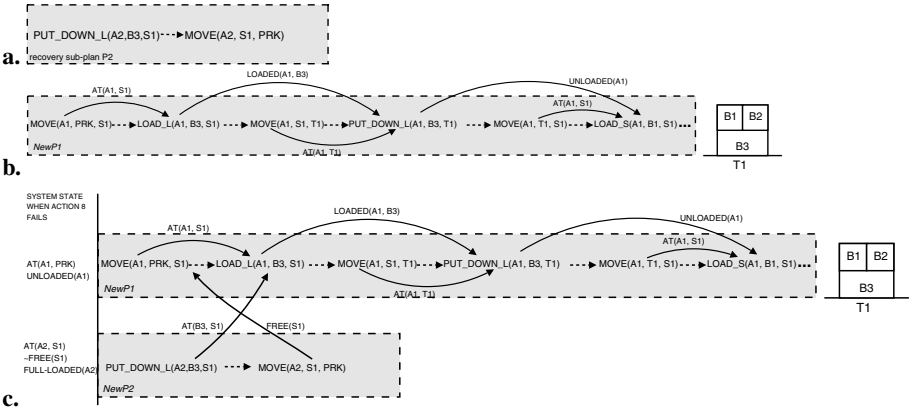 PUT_DOWN_L(A2,B3,S1) MOVE(A2, S1, PRK)
recovery sub-plan P2
a.
LOADED(A1, B3)
UNLOADED(A1)
AT(A1, S1)
AT(A1, S1)
MOVE(A1, PRK, S1) LOAD_L(A1, B3, S1) MOVE(A1, S1, T1) PUT_DOWN_L(A1, B3, T1) MOVE(A1, T1, S1) LOAD_S(A1, B1, S1) ...
AT(A1, T1)
NewP1
B1 B2
B3
T1
b.
SYSTEM STATE
WHEN ACTION 8
FAILS
LOADED(A1, B3)
UNLOADED(A1)
AT(A1, S1)
AT(A1, S1)
AT(A1, PRK)
UNLOADED(A1)
MOVE(A1, PRK, S1) LOAD_L(A1, B3, S1) MOVE(A1, S1, T1) PUT_DOWN_L(A1, B3, T1) MOVE(A1, T1, S1) LOAD_S(A1, B1, S1) ...
AT(A1, T1)
NewP1
B1 B2
B3
T1
AT(B3, S1) FREE(S1)
AT(A2, S1)
~FREE(S1)
FULL-LOADED(A2)
PUT_DOWN_L(A2,B3,S1) MOVE(A2, S1, PRK)
NewP2
c.